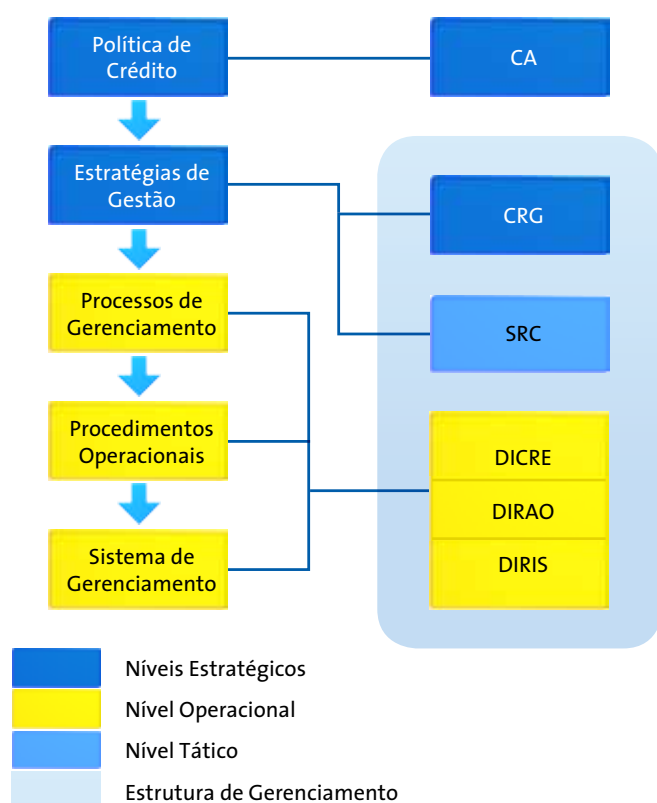 Política de
Crédito
CA
Estratégias de
Gestão
CRG
Processos de
Gerenciamento
SRC
Procedimentos
Operacionais
DICRE
DIRAO
Sistema de
Gerenciamento
DIRIS
Níveis Estratégicos
Nível Operacional
Nível Tático
Estrutura de Gerenciamento